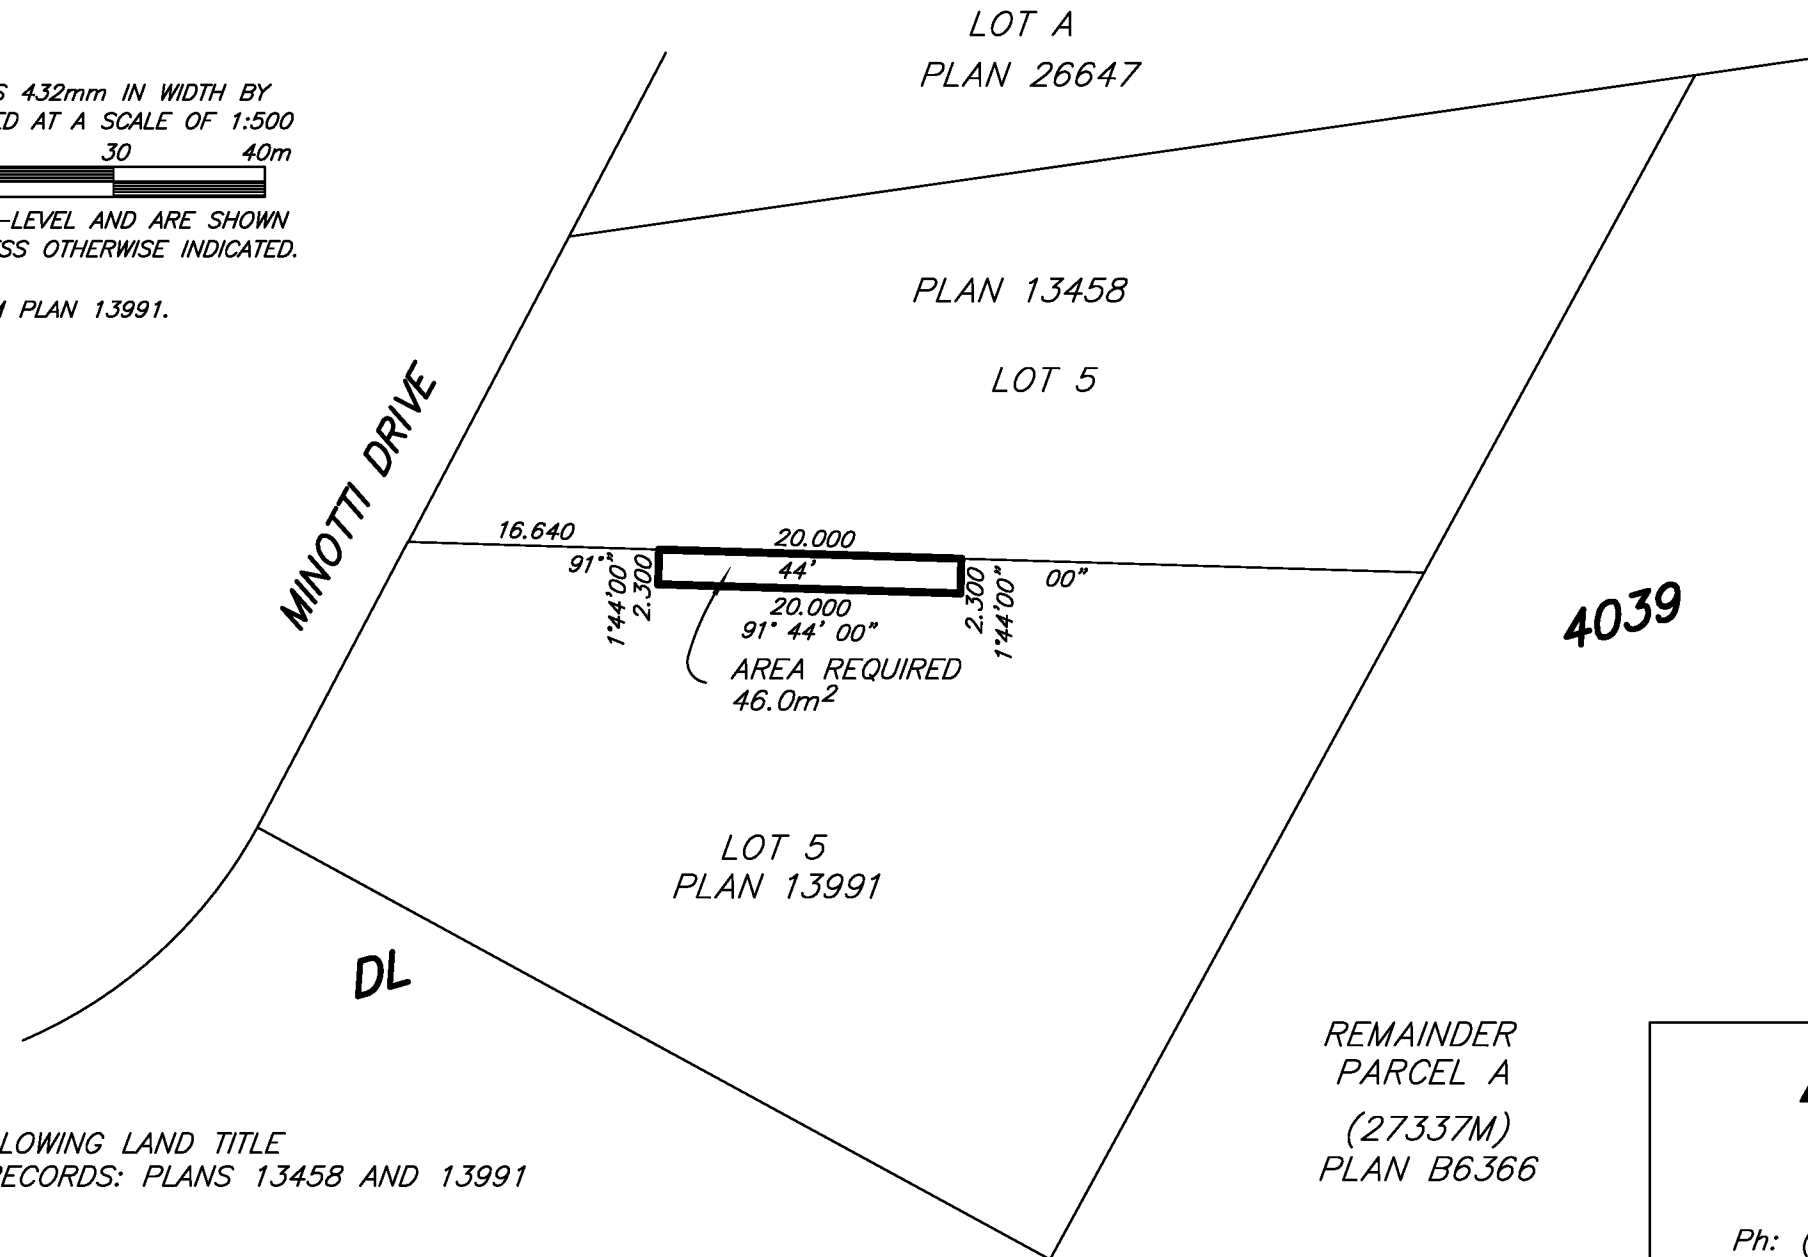 LOT A
PLAN 26647
S 432mm IN WIDTH BY
ED AT A SCALE OF 1:500
30 40m
-LEVEL AND ARE SHOWN
SS OTHERWISE INDICATED.
M PLAN 13991.
PLAN 13458
LOT 5
MINOTTI DRIVE
16.640
20.000
91°
44'
00"
1°44'00"
2.300
2.300
1°44'00"
20.000
91° 44' 00"
AREA REQUIRED
46.0m²
4039
LOT 5
PLAN 13991
DL
REMAINDER
PARCEL A
(27337M)
PLAN B6366
LOWING LAND TITLE
RECORDS: PLANS 13458 AND 13991
Ph: (